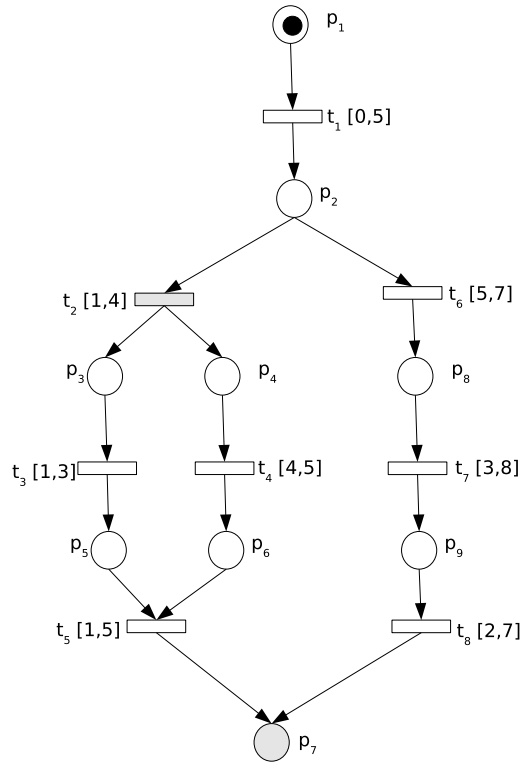 p1
t1 [0,5]
p2
t2 [1,4]
t6 [5,7]
p3
p4
p8
t3 [1,3]
t4 [4,5]
t7 [3,8]
p5
p6
p9
t5 [1,5]
t8 [2,7]
p7